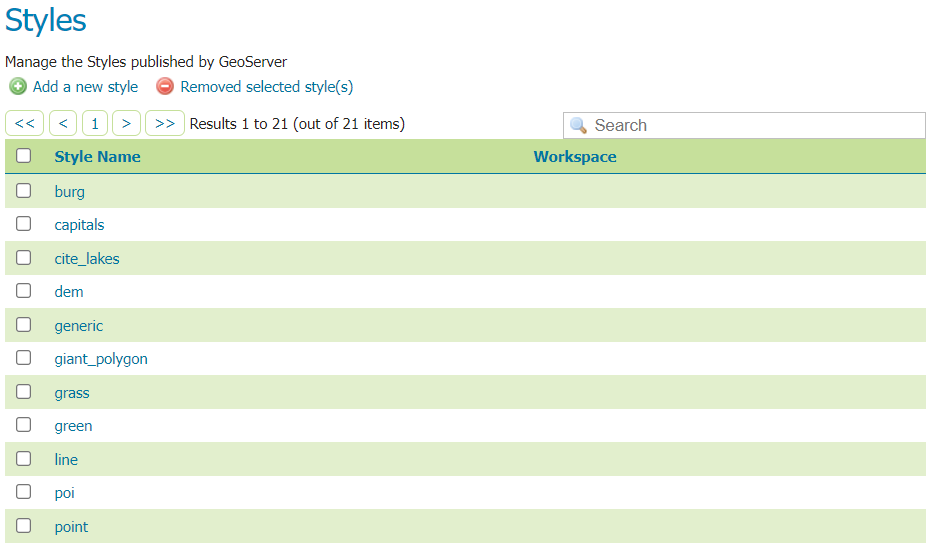 Styles
Manage the Styles published by GeoServer
Add a new style Removed selected style(s)
<< < 1 > >> Results 1 to 21 (out of 21 items) Search
Style Name Workspace
burg
capitals
cite_lakes
dem
generic
giant_polygon
grass
green
line
poi
point